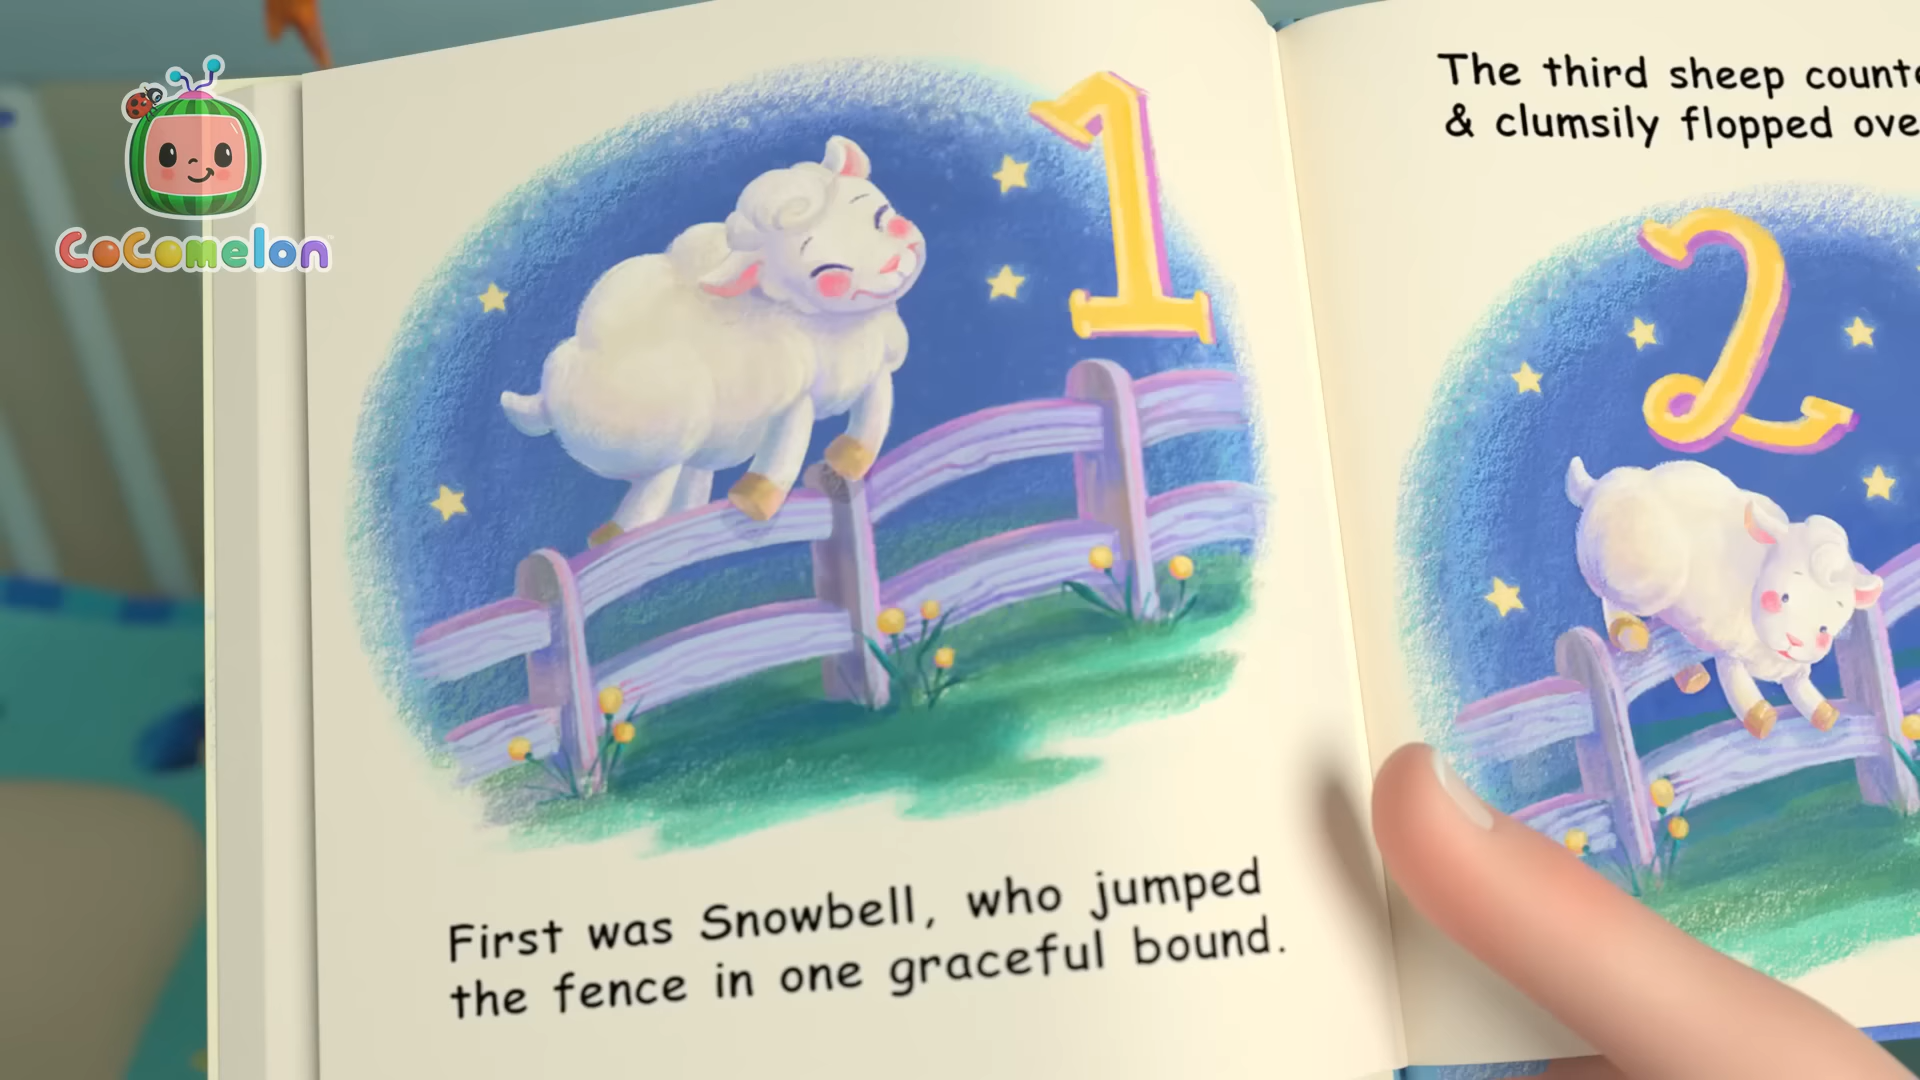 CoComelon
1
First was Snowbell, who jumped
the fence in one graceful bound.
The third sheep
& clumsily flopped
2